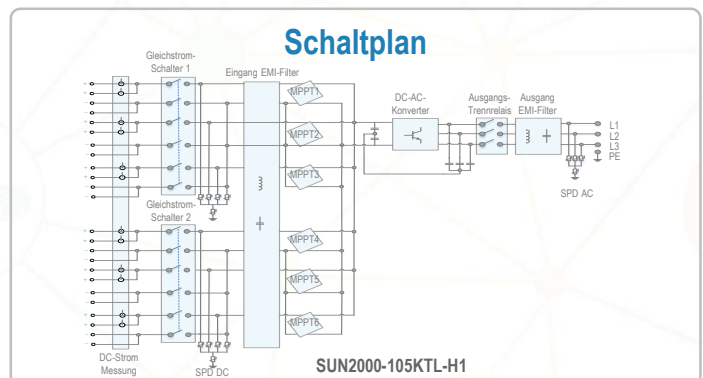 Schaltplan
Gleichstrom-
Schalter 1
Eingang EMI-Filter
MPPT1
MPPT2
MPPT3
DC-AC-
Konverter
Ausgangs-
Trennrelais
Ausgang
EMI-Filter
L1
L2
L3
PE
SPD AC
Gleichstrom-
Schalter 2
MPPT4
MPPT5
MPPT6
DC-Strom
Messung
SPD DC
SUN2000-105KTL-H1